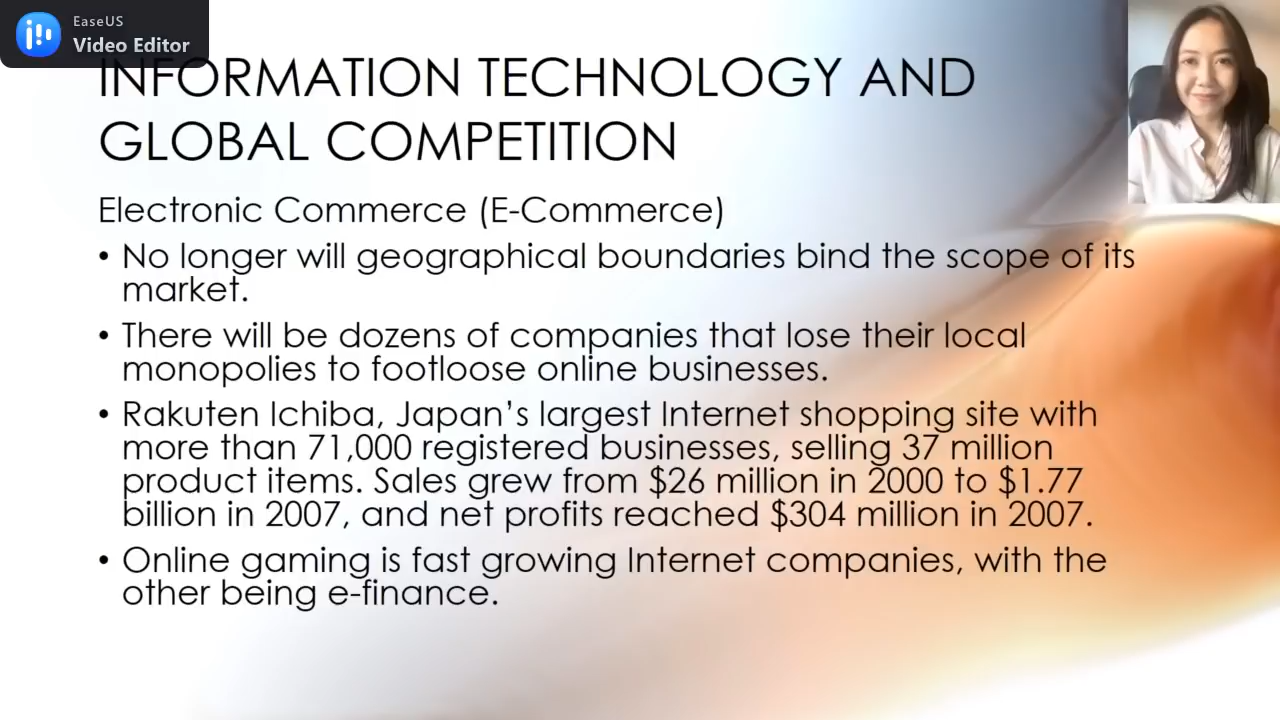 EaseUS
Video Editor
INFORMATION TECHNOLOGY AND
GLOBAL COMPETITION
Electronic Commerce (E-Commerce)
• No longer will geographical boundaries bind the scope of its
market.
• There will be dozens of companies that lose their local
monopolies to footloose online businesses.
• Rakuten Ichiba, Japan’s largest Internet shopping site with
more than 71,000 registered businesses, selling 37 million
product items. Sales grew from $26 million in 2000 to $1.77
billion in 2007, and net profits reached $304 million in 2007.
• Online gaming is fast growing Internet companies, with the
other being e-finance.